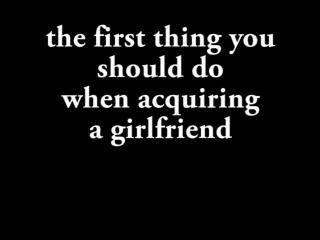 the first thing you
should do
when acquiring
a girlfriend